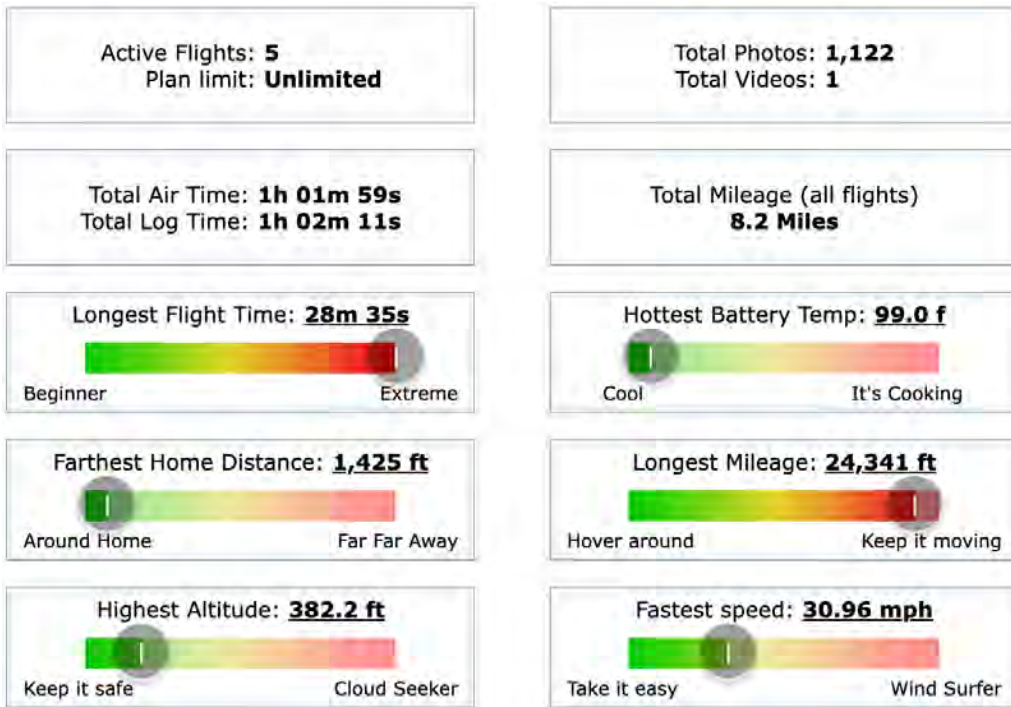 Active Flights: 5
Plan limit: Unlimited
Total Photos: 1,122
Total Videos: 1
Total Air Time: 1h 01m 59s
Total Log Time: 1h 02m 11s
Total Mileage (all flights)
8.2 Miles
Longest Flight Time: 28m 35s
Beginner
Extreme
Hottest Battery Temp: 99.0 f
Cool
It's Cooking
Farthest Home Distance: 1,425 ft
Around Home
Far Far Away
Longest Mileage: 24,341 ft
Hover around
Keep it moving
Highest Altitude: 382.2 ft
Keep it safe
Cloud Seeker
Fastest speed: 30.96 mph
Take it easy
Wind Surfer